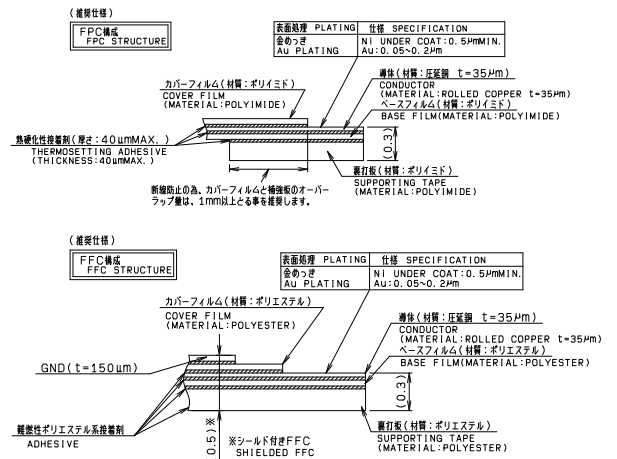 (推奨仕様)
FPC構成
FPC STRUCTURE
表面処理 PLATING 仕様 SPECIFICATION
金めっき Ni UNDER COAT:0.5μmMIN.
Au PLATING Au:0.05~0.2μm
カバーフィルム(材質:ポリイミド)
COVER FILM
(MATERIAL:POLYIMIDE)
導体(材質:圧延銅 t=35μm)
CONDUCTOR
(MATERIAL:ROLLED COPPER t=35μm)
ベースフィルム(材質:ポリイミド)
BASE FILM(MATERIAL:POLYIMIDE)
熱硬化性接着剤(厚さ:40μmMAX.)
THERMOSETTING ADHESIVE
(THICKNESS:40μmMAX.)
(0.3)
裏打板(材質:ポリイミド)
SUPPORTING TAPE
(MATERIAL:POLYIMIDE)
断線防止の為、カバーフィルムと補強板のオーバー
ラップ量は、1mm以上とる事を推奨します。
(推奨仕様)
FFC構成
FFC STRUCTURE
表面処理 PLATING 仕様 SPECIFICATION
金めっき Ni UNDER COAT:0.5μmMIN.
Au PLATING Au:0.05~0.2μm
カバーフィルム(材質:ポリエステル)
COVER FILM
(MATERIAL:POLYESTER)
導体(材質:圧延銅 t=35μm)
CONDUCTOR
(MATERIAL:ROLLED COPPER t=35μm)
ベースフィルム(材質:ポリエステル)
BASE FILM(MATERIAL:POLYESTER)
GND(t=150μm)
(0.3)
難燃性ポリエステル系接着剤
ADHESIVE
0.5)※
※シールド付きFFC
SHIELDED FFC
裏打板(材質:ポリエステル)
SUPPORTING TAPE
(MATERIAL:POLYESTER)